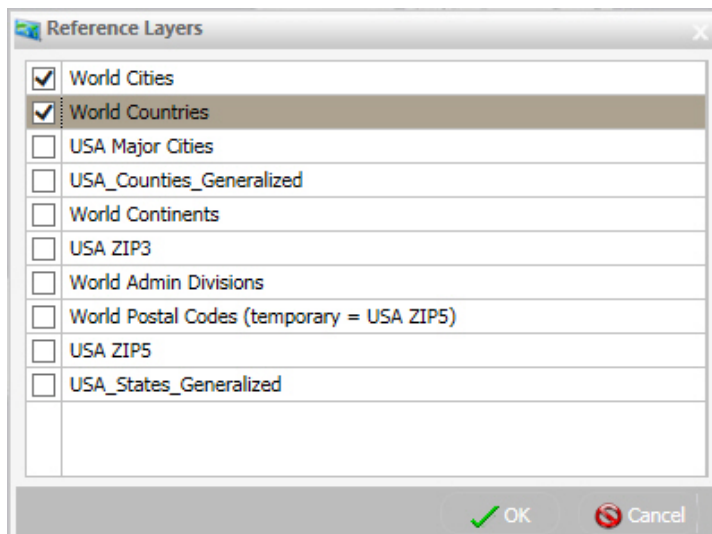 Reference Layers
World Cities
World Countries
USA Major Cities
USA_Counties_Generalized
World Continents
USA ZIP3
World Admin Divisions
World Postal Codes (temporary = USA ZIP5)
USA ZIP5
USA_States_Generalized
OK Cancel